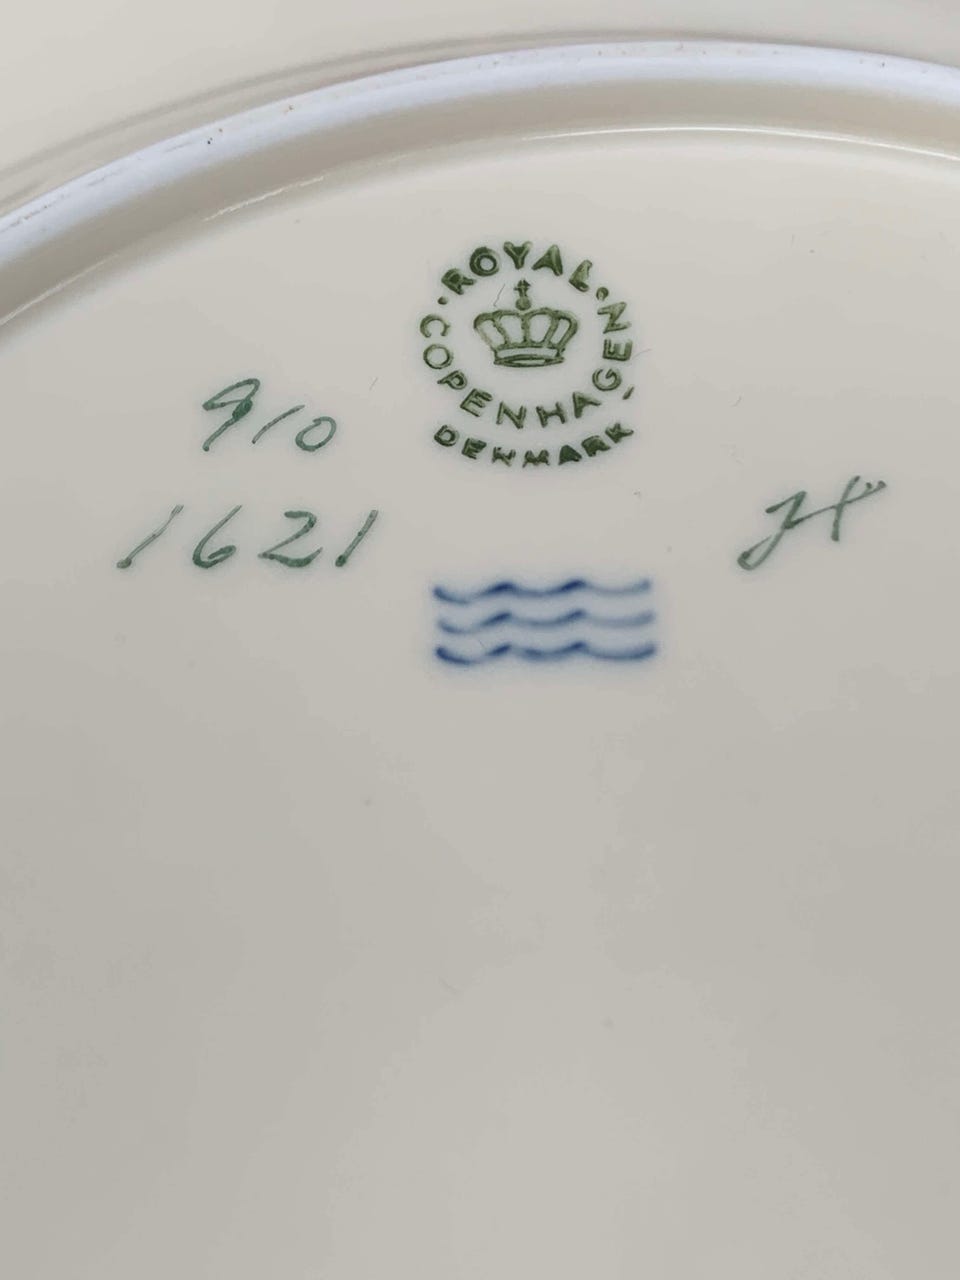 ROYAL
COPENHAGEN
DENMARK
910
1621